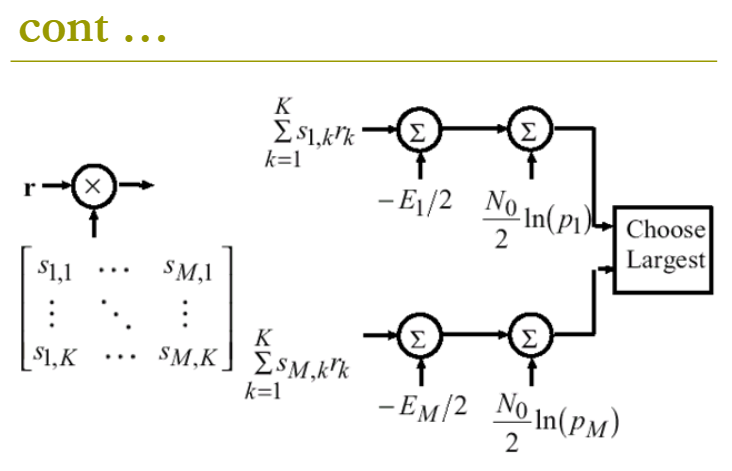 cont …
K
Σ s1,k rk
k=1
Σ
Σ
r
×
− E1/2
N0/2 ln(p1)
Choose
Largest
[ s1,1 ⋯ sM,1 ]
[ ⋮ ⋱ ⋮ ]
[ s1,K ⋯ sM,K ]
K
Σ sM,k rk
k=1
Σ
Σ
− EM/2
N0/2 ln(pM)